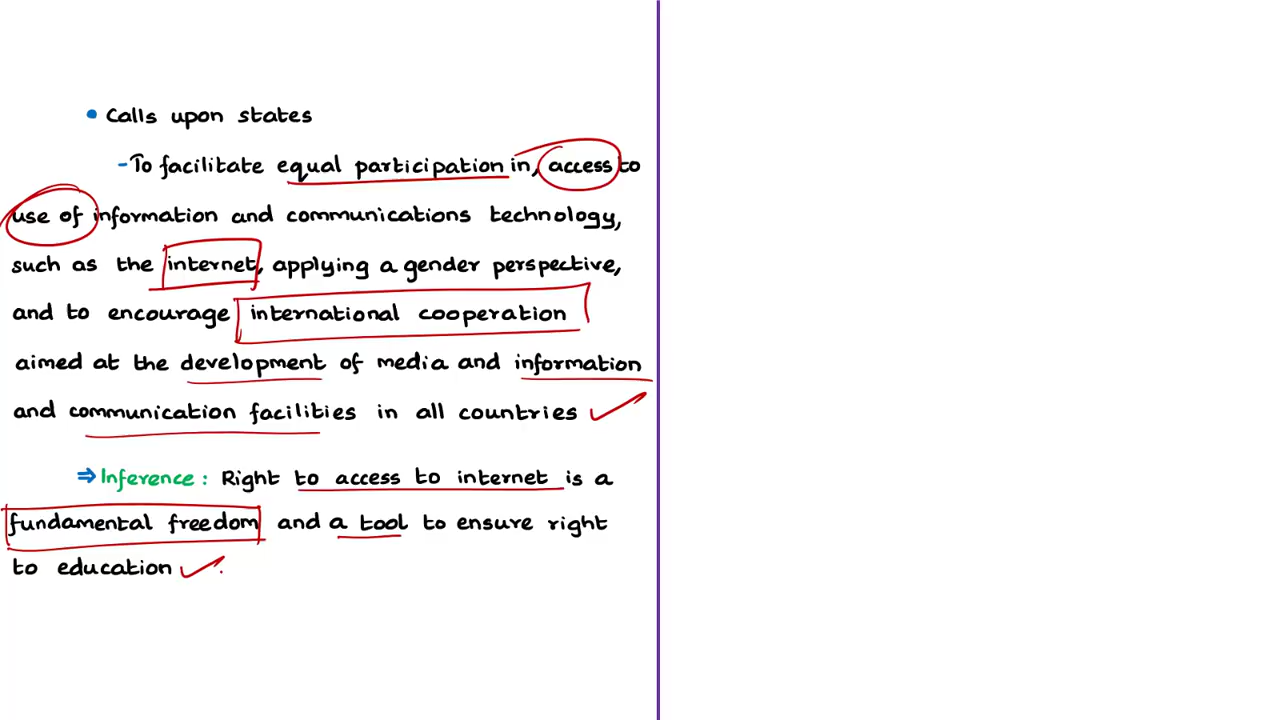 • Calls upon states
- To facilitate equal participation in, access to
use of information and communications technology,
such as the internet, applying a gender perspective,
and to encourage international cooperation
aimed at the development of media and information
and communication facilities in all countries
⇒ Inference: Right to access to internet is a
fundamental freedom and a tool to ensure right
to education